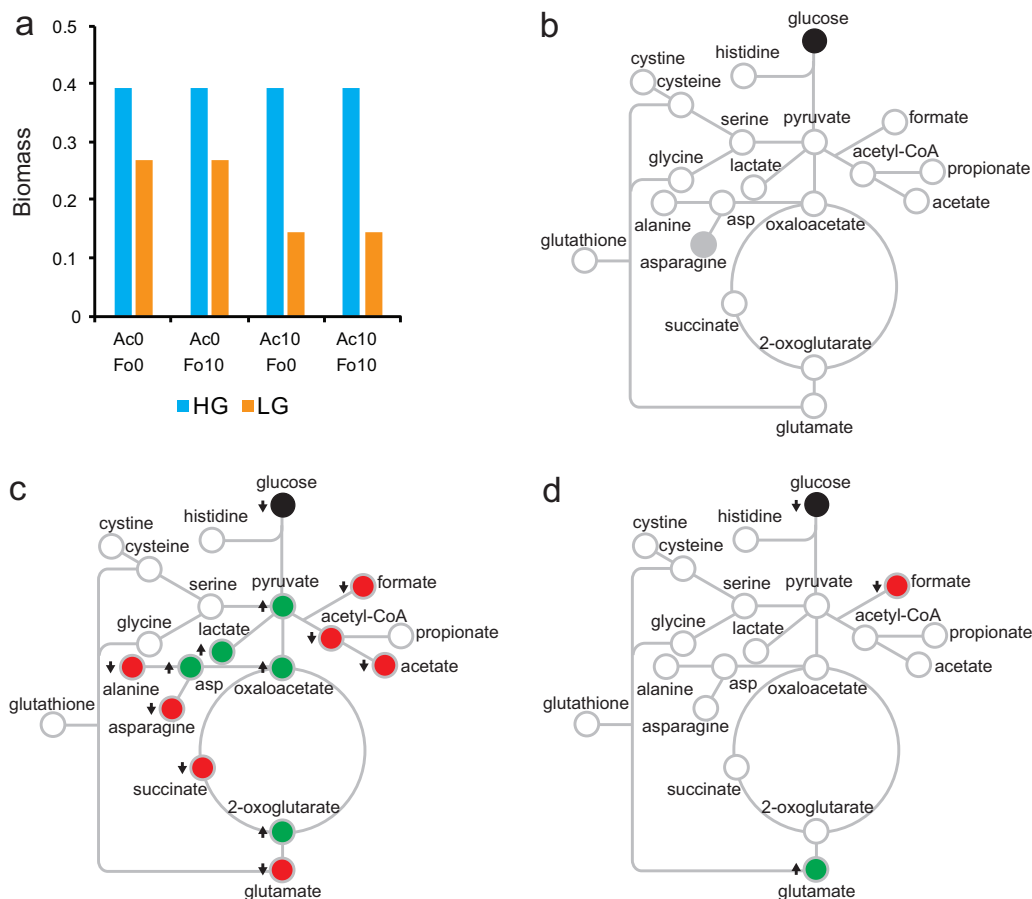 a
0.5
0.4
0.3
0.2
0.1
0
Biomass
Ac0 Ac0 Ac10 Ac10
Fo0 Fo10 Fo0 Fo10
HG LG
b
glucose
histidine
cystine
cysteine
serine
pyruvate
formate
acetyl-CoA
glycine
lactate
propionate
acetate
alanine
asp
oxaloacetate
glutathione
asparagine
succinate
2-oxoglutarate
glutamate
c
glucose
histidine
cystine
cysteine
serine
pyruvate
formate
acetyl-CoA
glycine
lactate
propionate
acetate
alanine
asp
oxaloacetate
glutathione
asparagine
succinate
2-oxoglutarate
glutamate
d
glucose
histidine
cystine
cysteine
serine
pyruvate
formate
acetyl-CoA
glycine
lactate
propionate
acetate
alanine
asp
oxaloacetate
glutathione
asparagine
succinate
2-oxoglutarate
glutamate